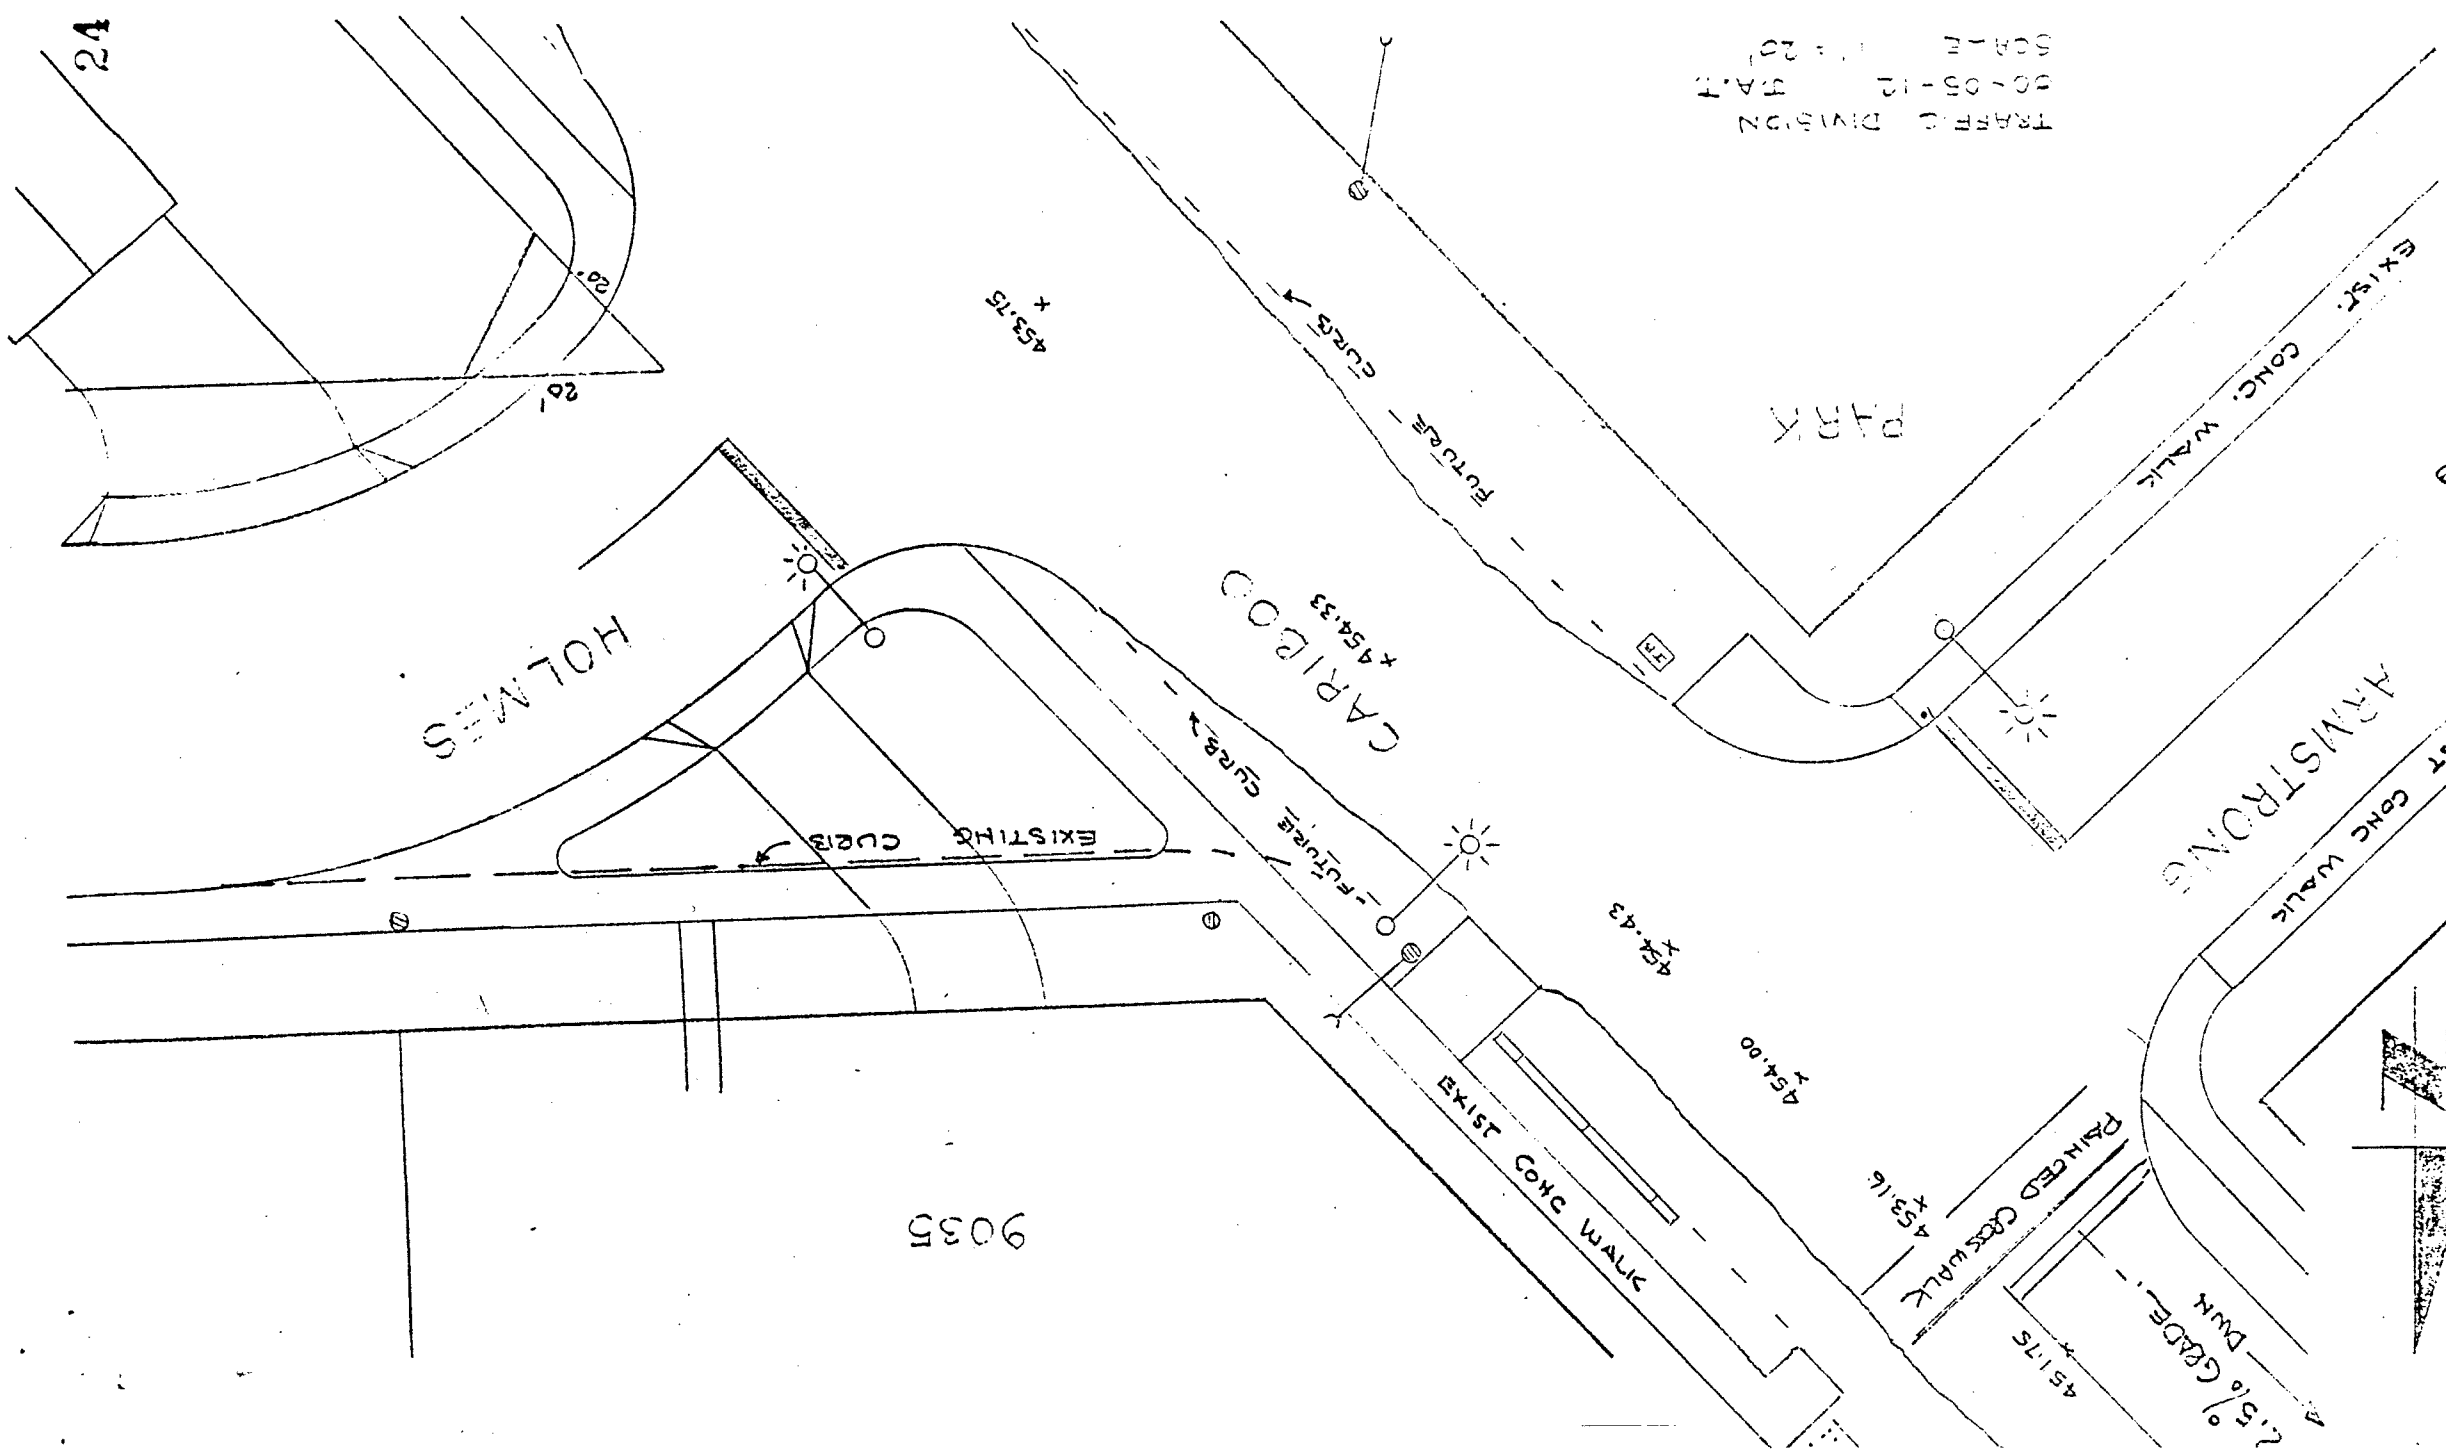 24
TRAFFIC DIVISION
80-05-12 J.A.T.
SCALE 1" = 20'
20'
20'
453.75
x
FUTURE CURB
PARK
EXIST. CONC. WALK
HOLMES
CARIBOO
x 454.33
TB
ARMSTRONG
CONC WALK
EXISTING CURB
FUTURE CURB
454.43
x
454.00
x
453.16
x
451.75
x
EXIST CONC WALK
PAINTED CROSSWALK
2.5% GRADE
DWN
9035